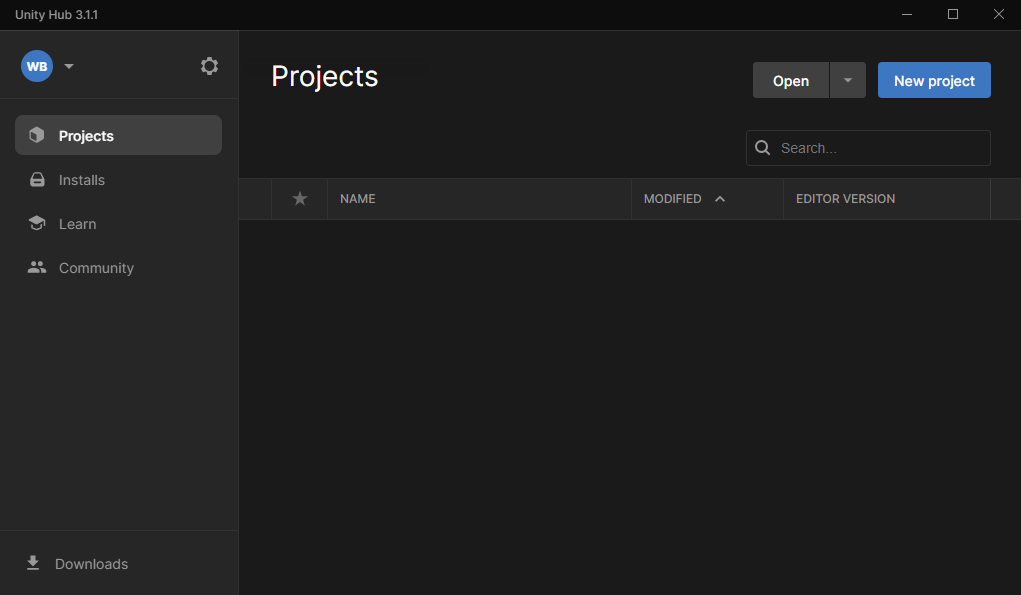 Unity Hub 3.1.1
WB
Projects
Installs
Learn
Community
Downloads
Projects
Open
New project
Search...
NAME
MODIFIED
EDITOR VERSION